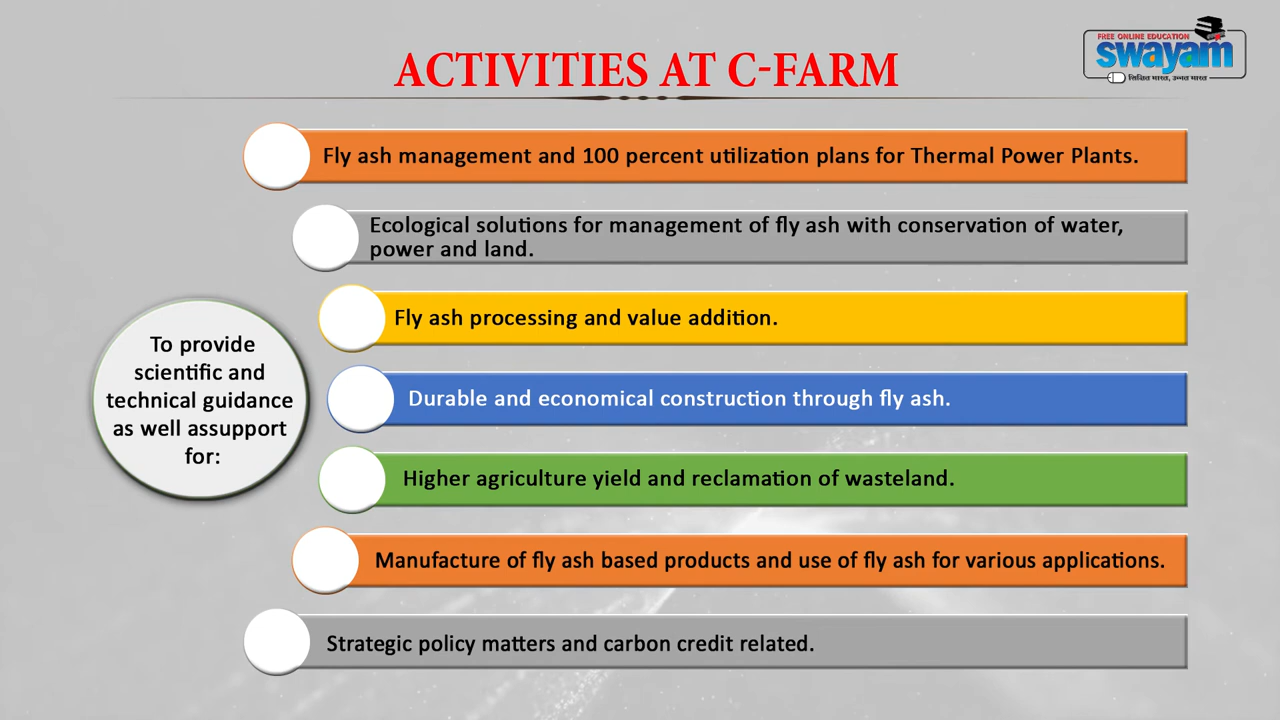 ACTIVITIES AT C-FARM
FREE ONLINE EDUCATION
swayam
शिक्षित भारत, उन्नत भारत
To provide
scientific and
technical guidance
as well assupport
for:
Fly ash management and 100 percent utilization plans for Thermal Power Plants.
Ecological solutions for management of fly ash with conservation of water,
power and land.
Fly ash processing and value addition.
Durable and economical construction through fly ash.
Higher agriculture yield and reclamation of wasteland.
Manufacture of fly ash based products and use of fly ash for various applications.
Strategic policy matters and carbon credit related.